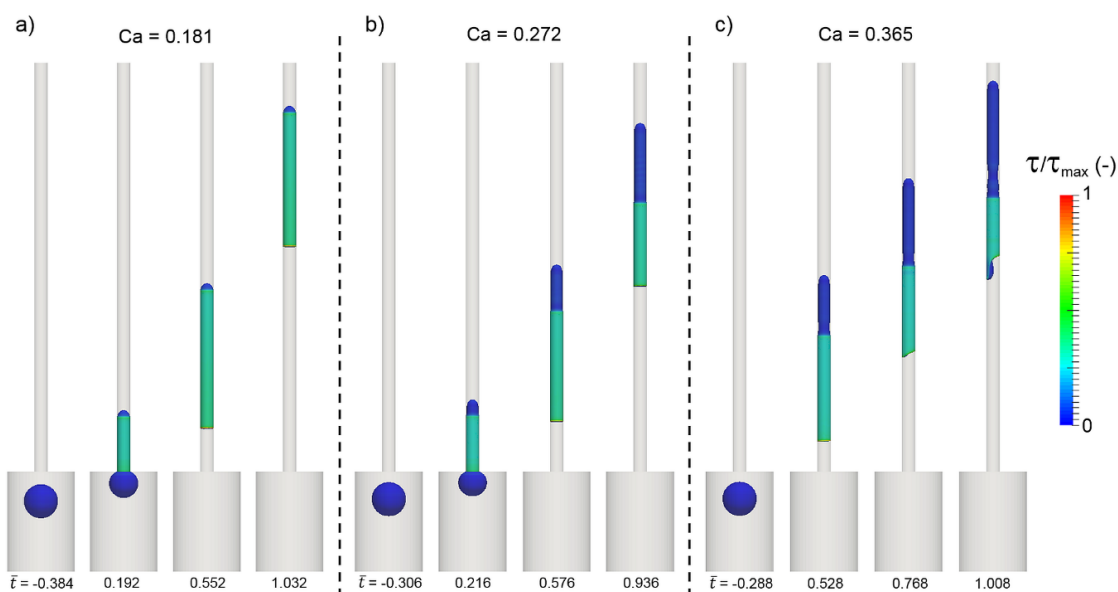 a)
Ca = 0.181
b)
Ca = 0.272
c)
Ca = 0.365
τ/τmax (-)
1
0
t̄ = -0.384 0.192 0.552 1.032
t̄ = -0.306 0.216 0.576 0.936
t̄ = -0.288 0.528 0.768 1.008